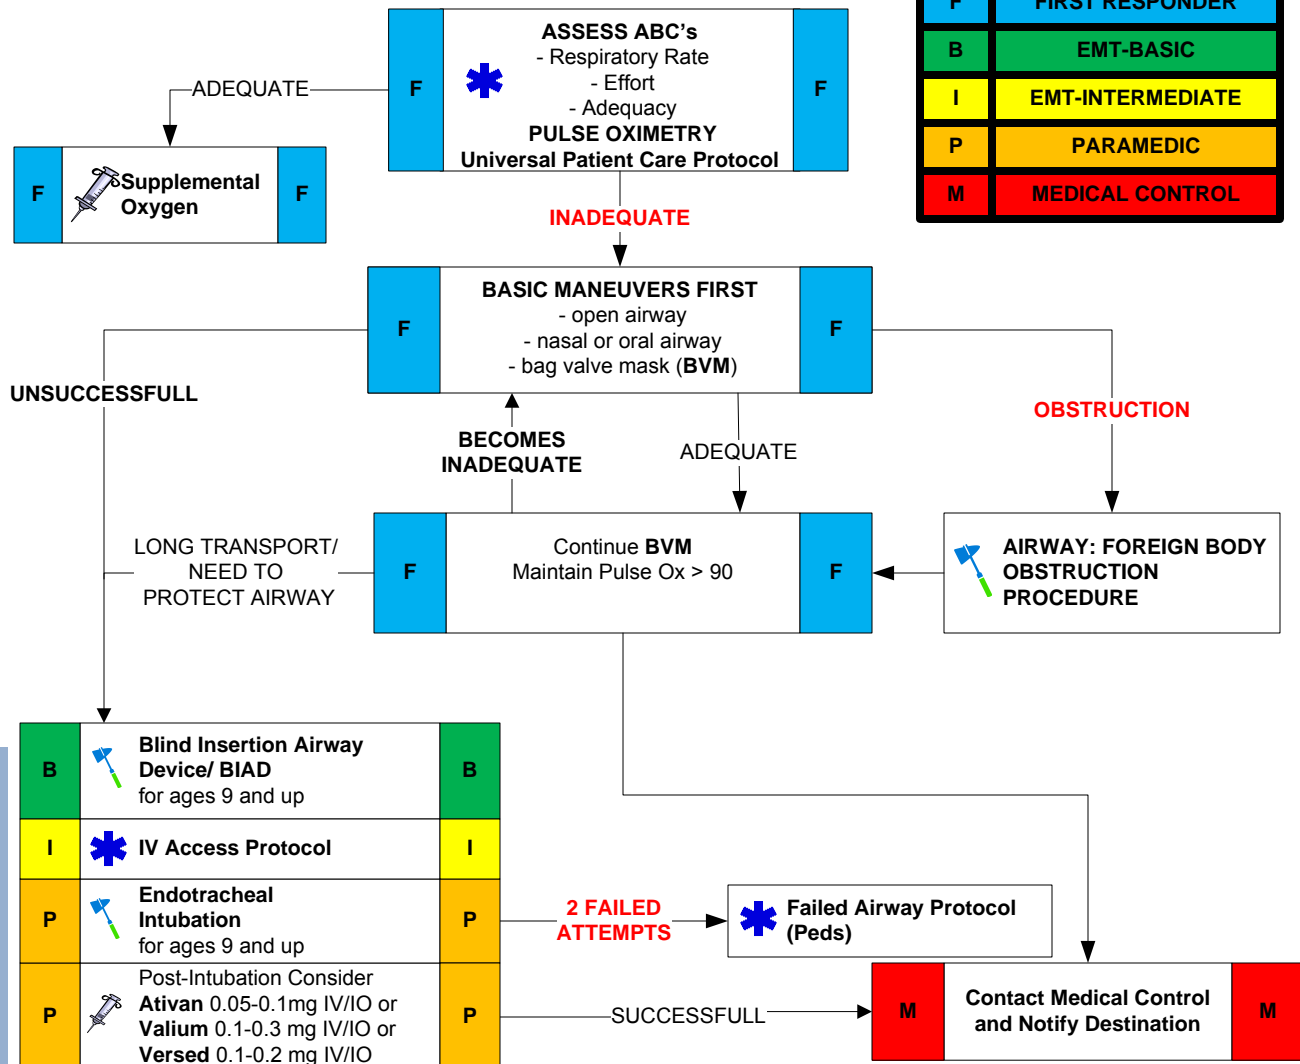 ASSESS ABC's
- Respiratory Rate
- Effort
- Adequacy
PULSE OXIMETRY
Universal Patient Care Protocol
F
F
F FIRST RESPONDER
B EMT-BASIC
I EMT-INTERMEDIATE
P PARAMEDIC
M MEDICAL CONTROL
ADEQUATE
F
Supplemental
Oxygen
F
INADEQUATE
F
BASIC MANEUVERS FIRST
- open airway
- nasal or oral airway
- bag valve mask (BVM)
F
UNSUCCESSFULL
OBSTRUCTION
BECOMES
INADEQUATE
ADEQUATE
LONG TRANSPORT/
NEED TO
PROTECT AIRWAY
F
Continue BVM
Maintain Pulse Ox > 90
F
AIRWAY: FOREIGN BODY
OBSTRUCTION
PROCEDURE
B
Blind Insertion Airway
Device/ BIAD
for ages 9 and up
B
I
IV Access Protocol
I
P
Endotracheal
Intubation
for ages 9 and up
P
2 FAILED
ATTEMPTS
Failed Airway Protocol
(Peds)
P
Post-Intubation Consider
Ativan 0.05-0.1mg IV/IO or
Valium 0.1-0.3 mg IV/IO or
Versed 0.1-0.2 mg IV/IO
P
SUCCESSFULL
M
Contact Medical Control
and Notify Destination
M